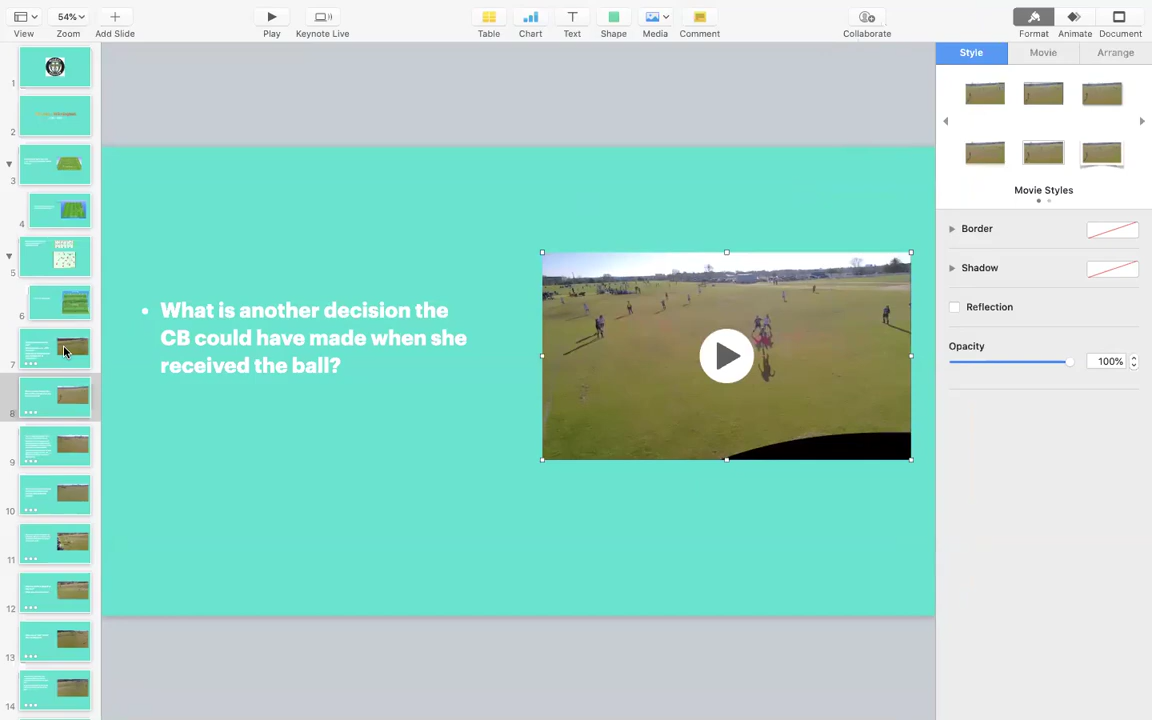 54%
View
Zoom
Add Slide
Play
Keynote Live
Table
Chart
Text
Shape
Media
Comment
Collaborate
Format
Animate
Document
Style
Movie
Arrange
1
2
3
4
5
6
7
8
9
10
11
12
13
14
• What is another decision the
CB could have made when she
received the ball?
Movie Styles
Border
Shadow
Reflection
Opacity
100%